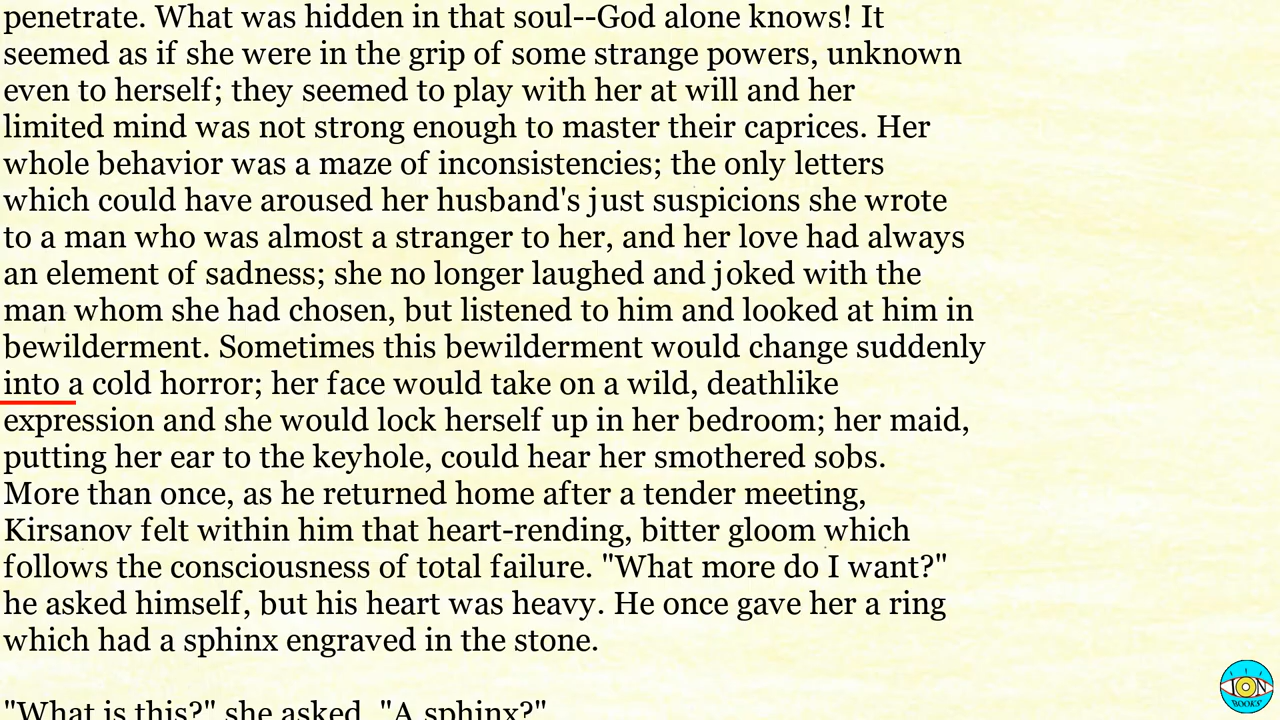 penetrate. What was hidden in that soul--God alone knows! It
seemed as if she were in the grip of some strange powers, unknown
even to herself; they seemed to play with her at will and her
limited mind was not strong enough to master their caprices. Her
whole behavior was a maze of inconsistencies; the only letters
which could have aroused her husband's just suspicions she wrote
to a man who was almost a stranger to her, and her love had always
an element of sadness; she no longer laughed and joked with the
man whom she had chosen, but listened to him and looked at him in
bewilderment. Sometimes this bewilderment would change suddenly
into a cold horror; her face would take on a wild, deathlike
expression and she would lock herself up in her bedroom; her maid,
putting her ear to the keyhole, could hear her smothered sobs.
More than once, as he returned home after a tender meeting,
Kirsanov felt within him that heart-rending, bitter gloom which
follows the consciousness of total failure. "What more do I want?"
he asked himself, but his heart was heavy. He once gave her a ring
which had a sphinx engraved in the stone.
"What is this?" she asked. "A sphinx?"
ION
BOOKS